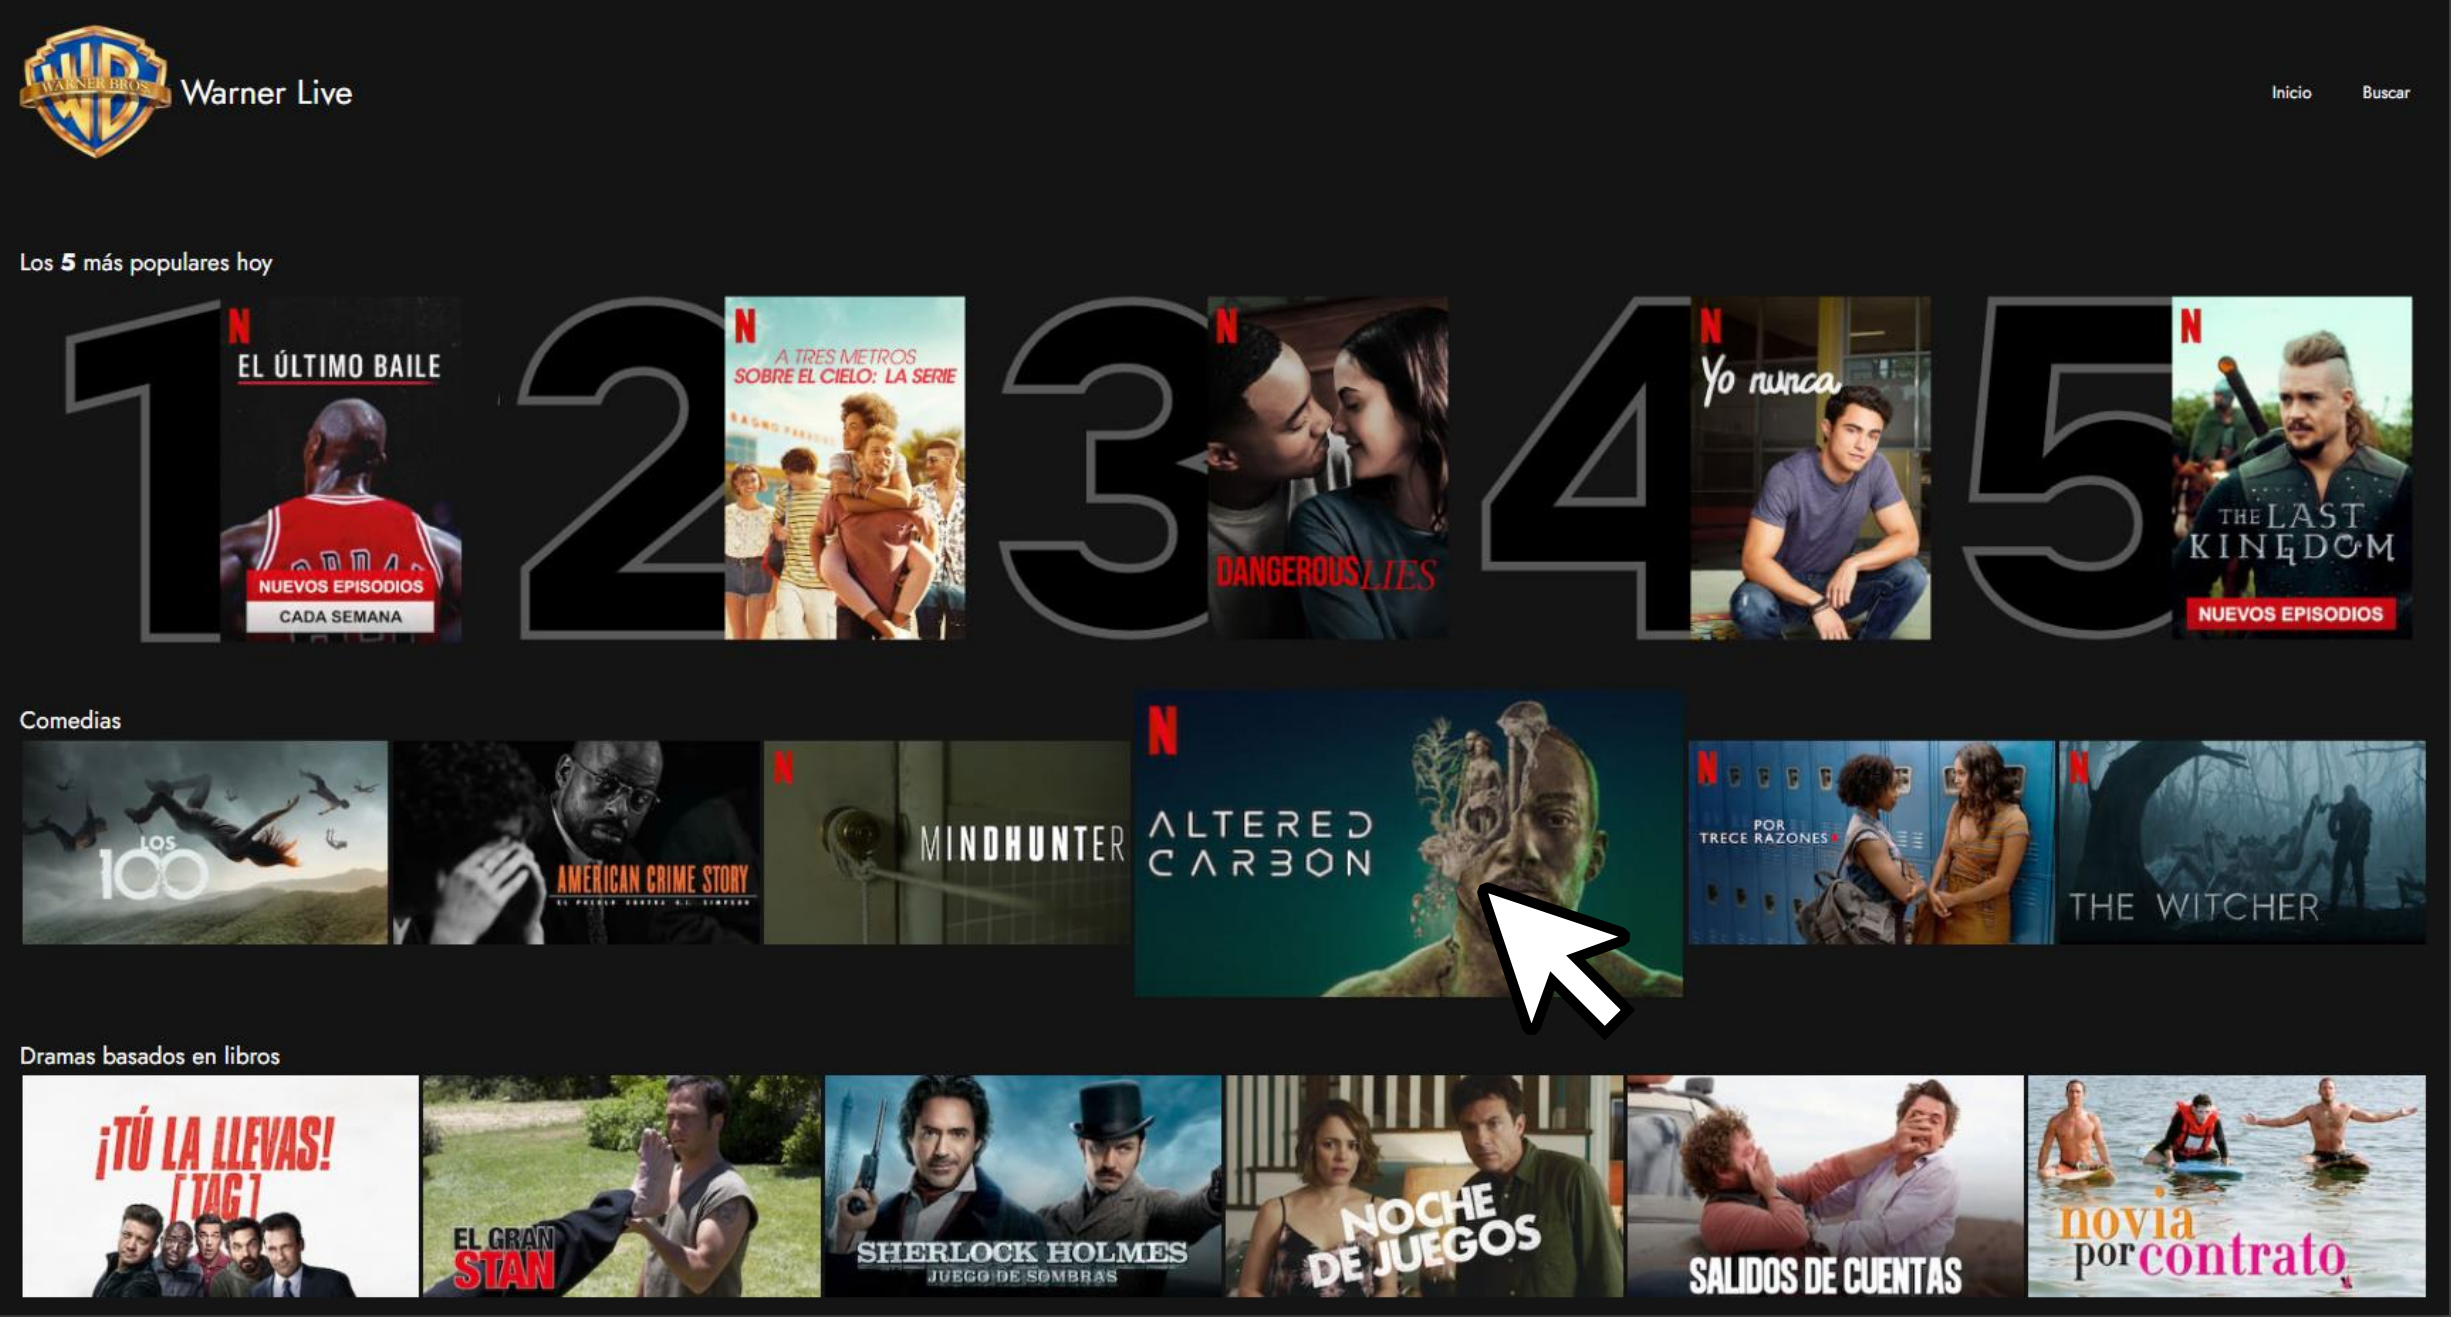 WARNER BROS
Warner Live
Inicio
Buscar
Los 5 más populares hoy
1
N
EL ÚLTIMO BAILE
NUEVOS EPISODIOS
CADA SEMANA
2
N
A TRES METROS
SOBRE EL CIELO: LA SERIE
3
N
DANGEROUS LIES
4
N
Yo nunca
5
N
THE LAST
KINGDOM
NUEVOS EPISODIOS
Comedias
LOS
100
AMERICAN CRIME STORY
EL PUEBLO CONTRA O.J. SIMPSON
N
MINDHUNTER
N
ALTERED
CARBON
N
POR
TRECE RAZONES
N
THE WITCHER
Dramas basados en libros
¡TÚ LA LLEVAS!
[TAG]
EL GRAN
STAN
SHERLOCK HOLMES
JUEGO DE SOMBRAS
NOCHE
DE JUEGOS
SALIDOS DE CUENTAS
novia
por contrato